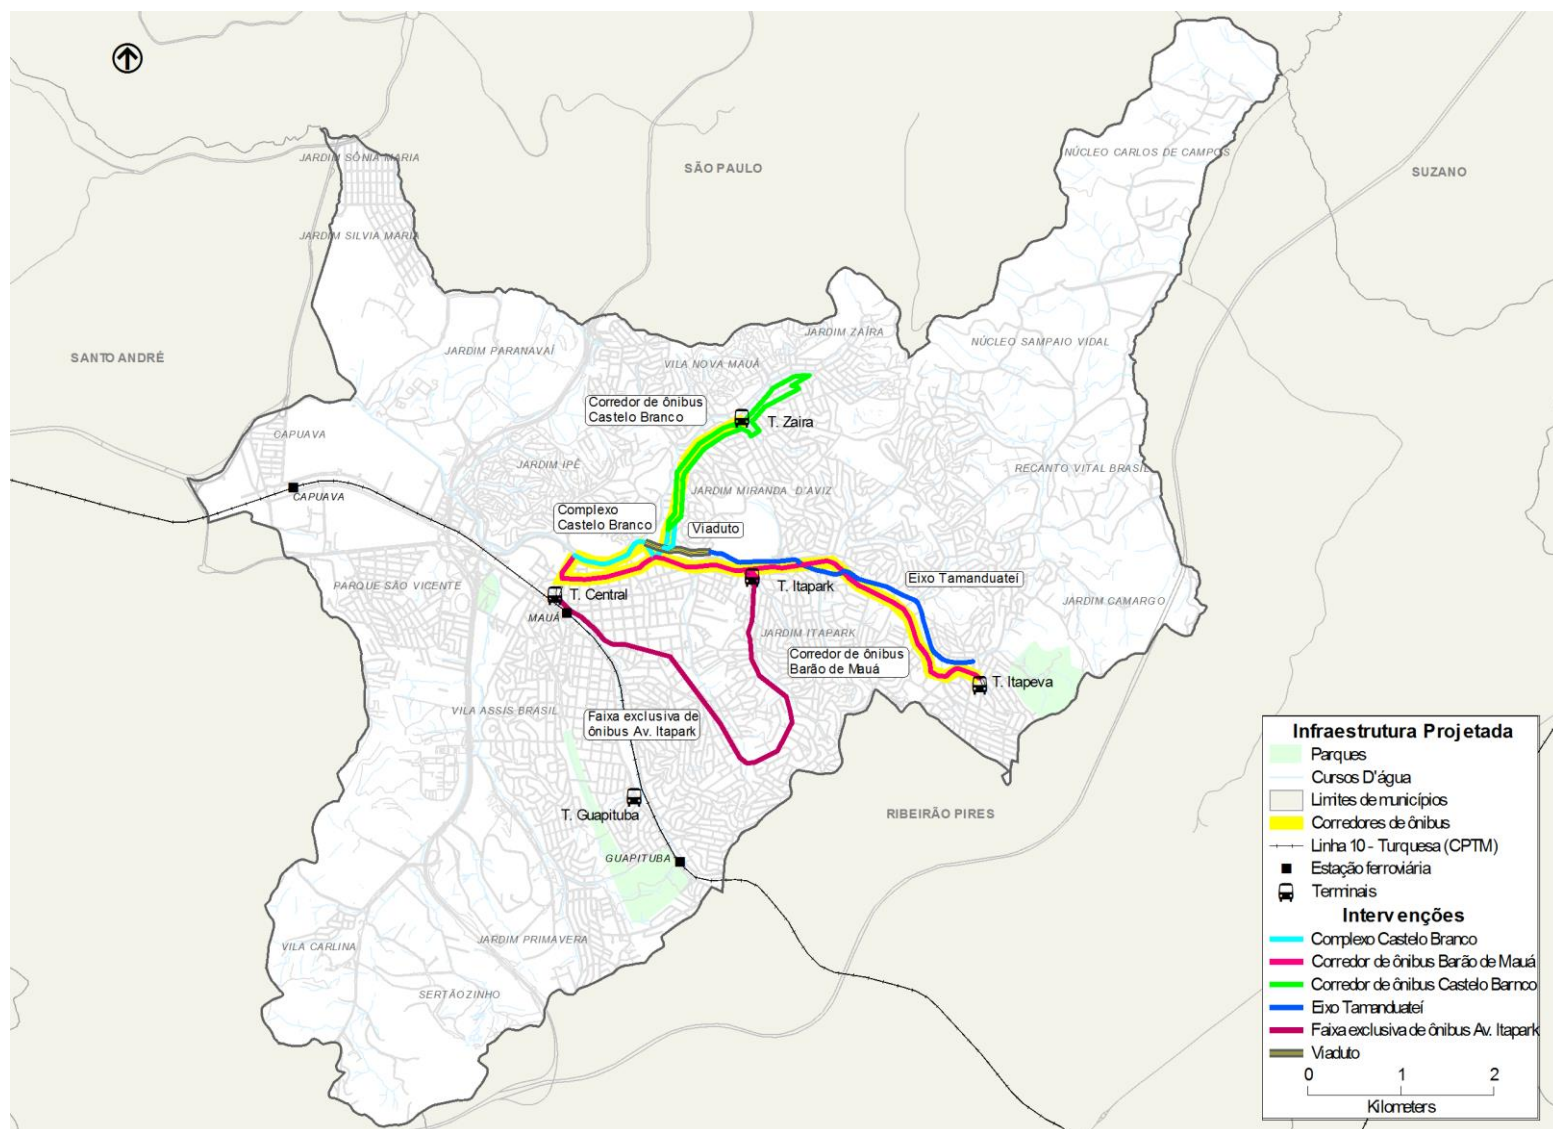 JARDIM SÔNIA MARIA
SÃO PAULO
NÚCLEO CARLOS DE CAMPOS
SUZANO
JARDIM SILVIA MARIA
JARDIM ZAÍRA
NÚCLEO SAMPAIO VIDAL
SANTO ANDRÉ
JARDIM PARANAVAÍ
VILA NOVA MAUÁ
Corredor de ônibus
Castelo Branco
T. Zaira
CAPUAVA
JARDIM IPÊ
RECANTO VITAL BRASIL
CAPUAVA
JARDIM MIRANDA D'AVIZ
Complexo
Castelo Branco
Viaduto
PARQUE SÃO VICENTE
T. Central
T. Itapark
Eixo Tamanduateí
JARDIM CAMARGO
MAUÁ
JARDIM ITAPARK
Corredor de ônibus
Barão de Mauá
T. Itapeva
VILA ASSIS BRASIL
Faixa exclusiva de
ônibus Av. Itapark
T. Guapituba
RIBEIRÃO PIRES
GUAPITUBA
VILA CARLINA
JARDIM PRIMAVERA
SERTÃOZINHO
Infraestrutura Projetada
Parques
Cursos D'água
Limites de municípios
Corredores de ônibus
Linha 10 - Turquesa (CPTM)
Estação ferroviária
Terminais
Intervenções
Complexo Castelo Branco
Corredor de ônibus Barão de Mauá
Corredor de ônibus Castelo Barnco
Eixo Tamanduateí
Faixa exclusiva de ônibus Av. Itapark
Viaduto
0 1 2
Kilometers